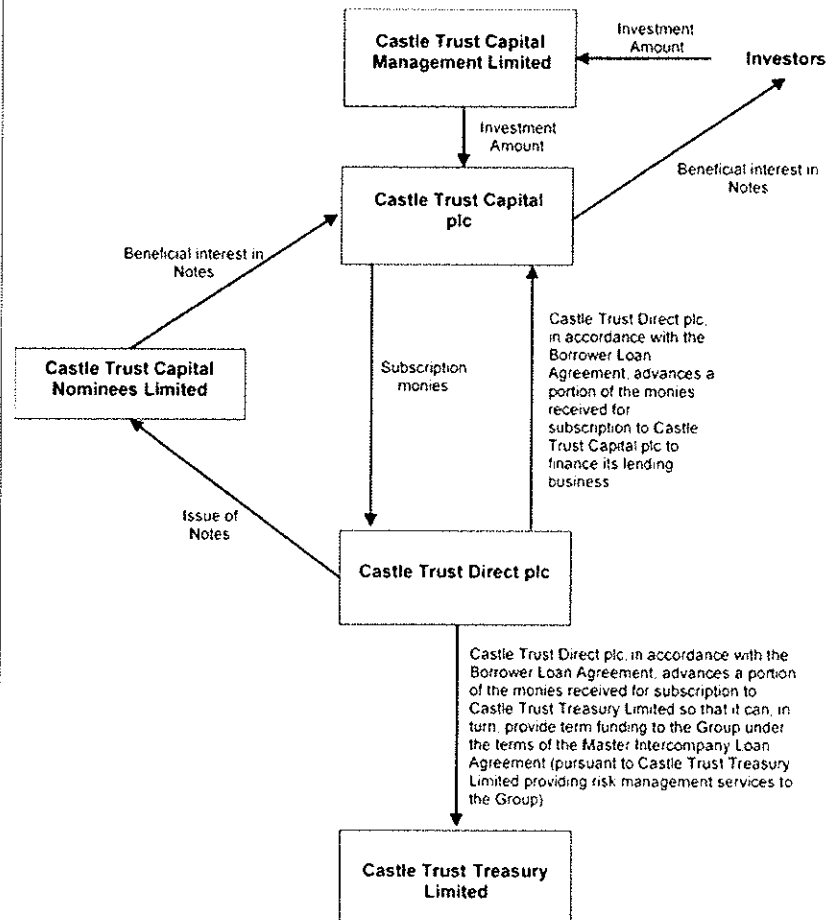 Castle Trust Capital
Management Limited
Investment
Amount
Investors
Investment
Amount
Beneficial interest in
Notes
Castle Trust Capital
plc
Beneficial interest in
Notes
Castle Trust Capital
Nominees Limited
Subscription
monies
Castle Trust Direct plc,
in accordance with the
Borrower Loan
Agreement, advances a
portion of the monies
received for
subscription to Castle
Trust Capital plc to
finance its lending
business
Issue of
Notes
Castle Trust Direct plc
Castle Trust Direct plc, in accordance with the
Borrower Loan Agreement, advances a portion
of the monies received for subscription to
Castle Trust Treasury Limited so that it can, in
turn, provide term funding to the Group under
the terms of the Master Intercompany Loan
Agreement (pursuant to Castle Trust Treasury
Limited providing risk management services to
the Group)
Castle Trust Treasury
Limited